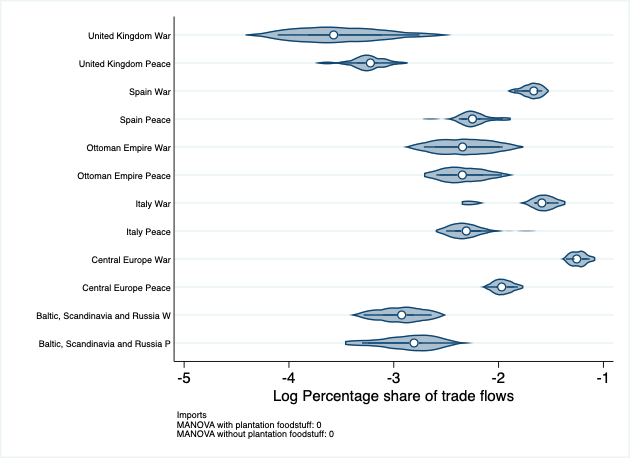 United Kingdom War
United Kingdom Peace
Spain War
Spain Peace
Ottoman Empire War
Ottoman Empire Peace
Italy War
Italy Peace
Central Europe War
Central Europe Peace
Baltic, Scandinavia and Russia W
Baltic, Scandinavia and Russia P
-5 -4 -3 -2 -1
Log Percentage share of trade flows
Imports
MANOVA with plantation foodstuff: 0
MANOVA without plantation foodstuff: 0